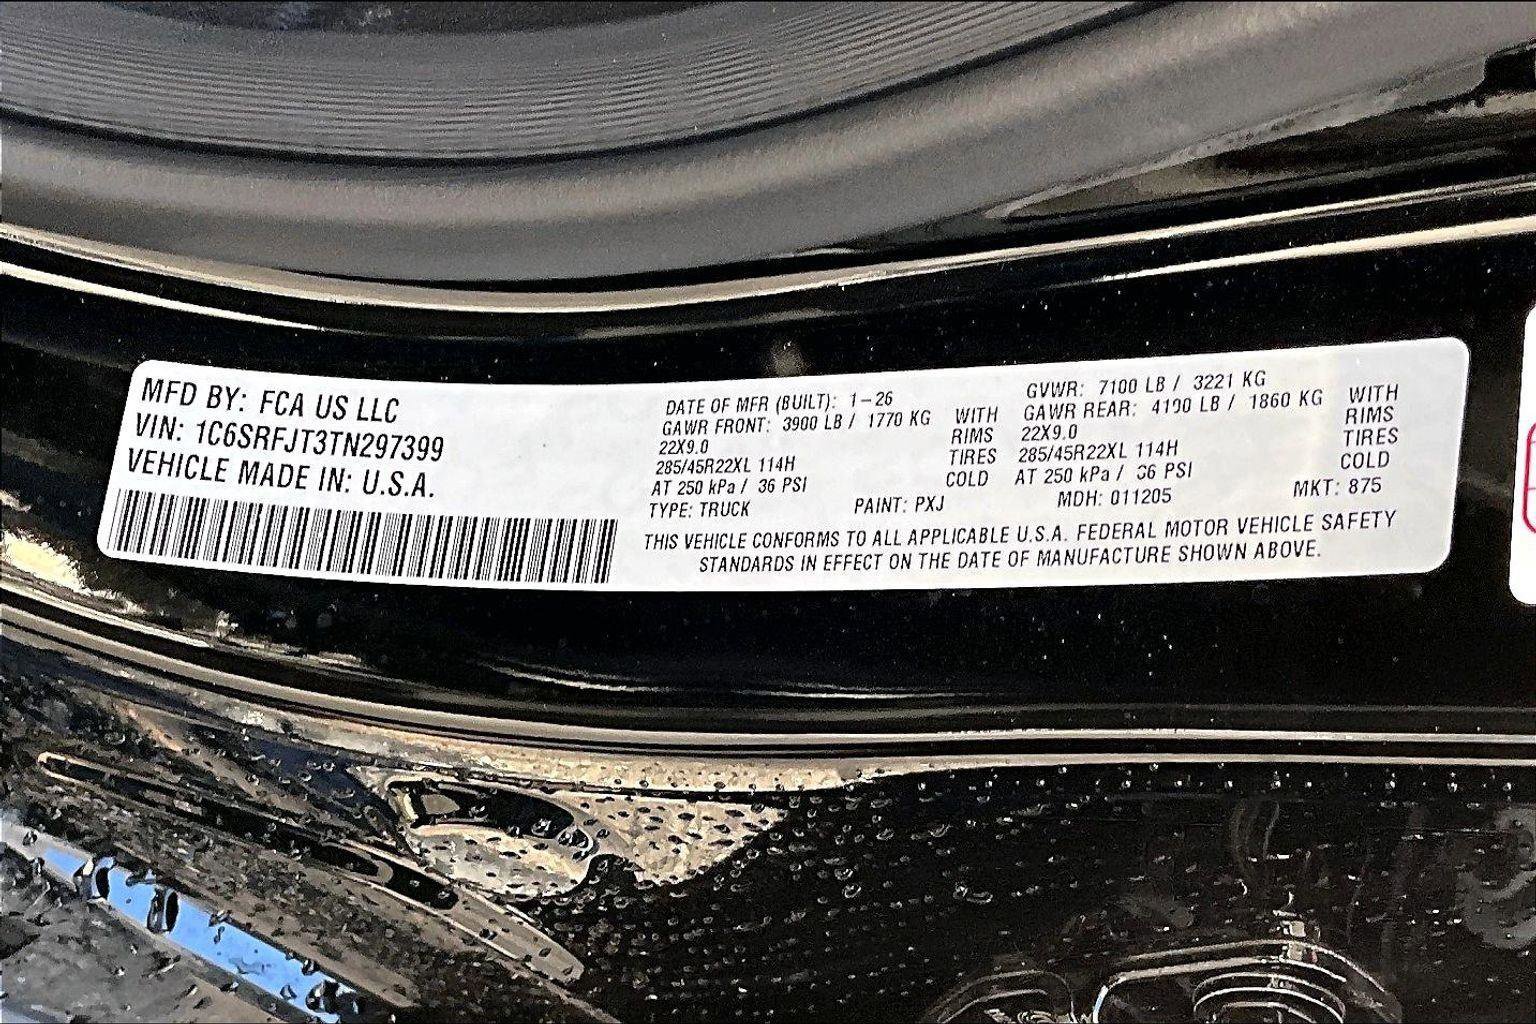 MFD BY: FCA US LLC
VIN: 1C6SRFJT3TN297399
VEHICLE MADE IN: U.S.A.
DATE OF MFR (BUILT): 1-26
GAWR FRONT: 3900 LB / 1770 KG WITH
22X9.0 RIMS
285/45R22XL 114H TIRES
AT 250 kPa / 36 PSI COLD
GVWR: 7100 LB / 3221 KG
GAWR REAR: 4100 LB / 1860 KG WITH
22X9.0 RIMS
285/45R22XL 114H TIRES
AT 250 kPa / 36 PSI COLD
TYPE: TRUCK PAINT: PXJ MDH: 011205 MKT: 875
THIS VEHICLE CONFORMS TO ALL APPLICABLE U.S.A. FEDERAL MOTOR VEHICLE SAFETY
STANDARDS IN EFFECT ON THE DATE OF MANUFACTURE SHOWN ABOVE.